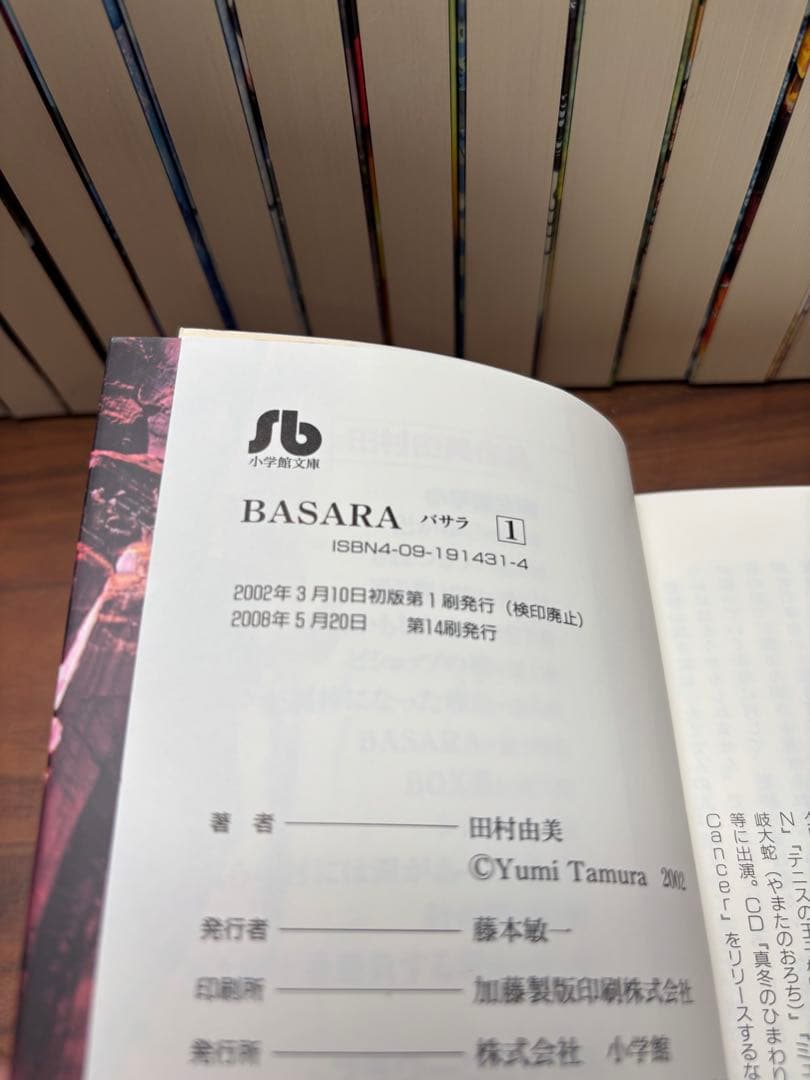 sb
小学館文庫
BASARA バサラ 1
ISBN4-09-191431-4
2002年3月10日初版第1刷発行（検印廃止）
2008年5月20日 第14刷発行
著 者 田村由美
©Yumi Tamura 2002
発行者 藤本敏一
印刷所 加藤製版印刷株式会社
発行所 株式会社 小学館
N』『テニスの王
岐大蛇（やまたのおろち）』『ミ
等に出演。CD『真冬のひまわり
Cancer』をリリースするな